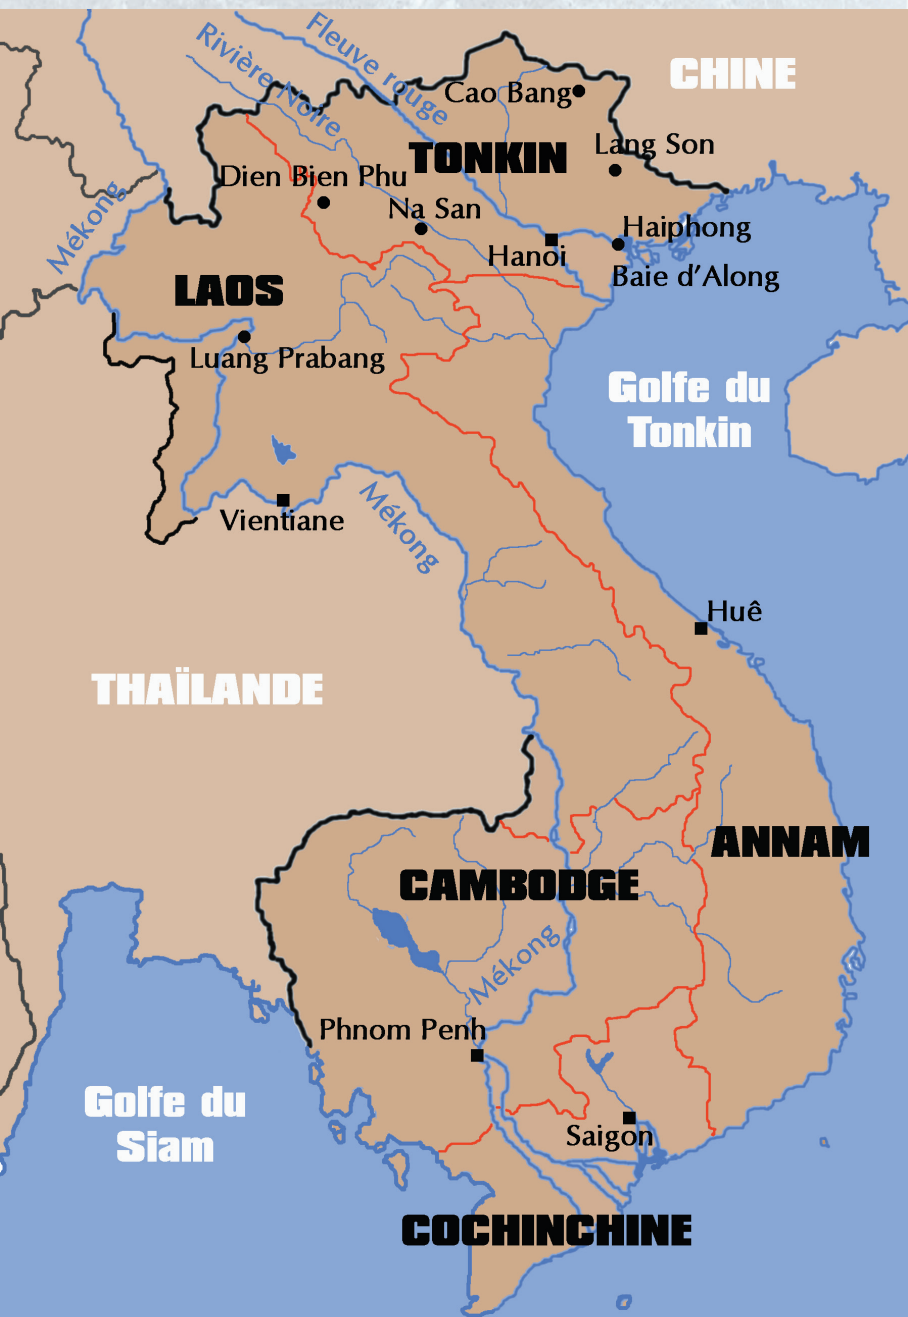 Fleuve rouge
Rivière Noire
CHINE
Cao Bang
TONKIN
Lang Son
Dien Bien Phu
Na San
Mékong
Haiphong
Hanoi
Baie d’Along
LAOS
Luang Prabang
Golfe du
Tonkin
Vientiane
Mékong
Huê
THAÏLANDE
ANNAM
CAMBODGE
Mékong
Phnom Penh
Golfe du
Siam
Saigon
COCHINCHINE